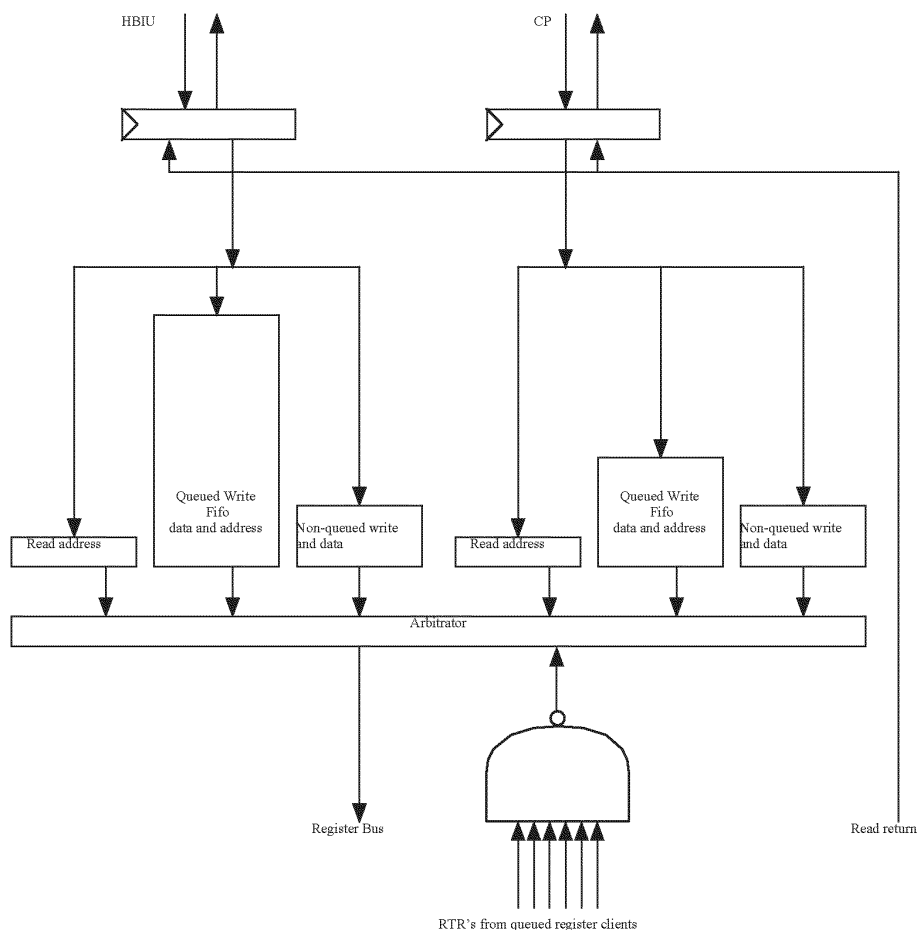 HBIU
CP
Queued Write
Fifo
data and address
Queued Write
Fifo
data and address
Non-queued write
and data
Non-queued write
and data
Read address
Read address
Arbitrator
Register Bus
Read return
RTR's from queued register clients